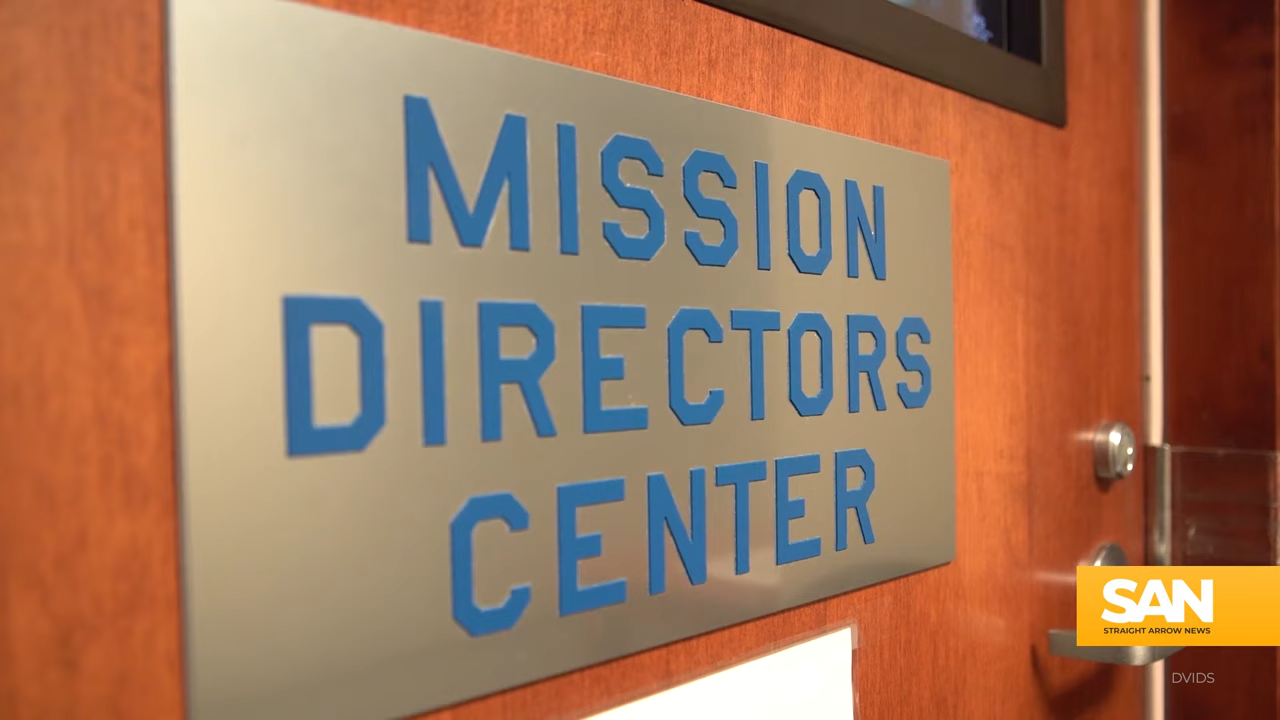 MISSION
DIRECTORS
CENTER
SAN
STRAIGHT ARROW NEWS
DVIDS